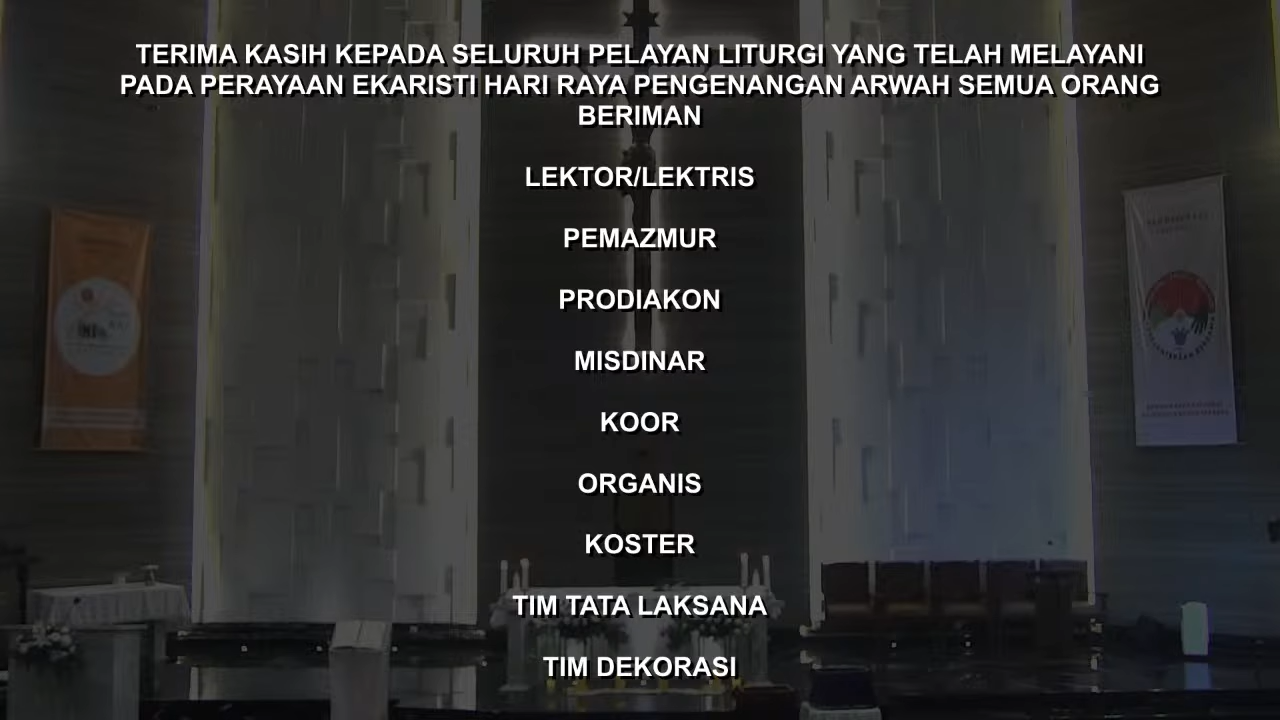 TERIMA KASIH KEPADA SELURUH PELAYAN LITURGI YANG TELAH MELAYANI
PADA PERAYAAN EKARISTI HARI RAYA PENGENANGAN ARWAH SEMUA ORANG
BERIMAN
LEKTOR/LEKTRIS
PEMAZMUR
PRODIAKON
MISDINAR
KOOR
ORGANIS
KOSTER
TIM TATA LAKSANA
TIM DEKORASI